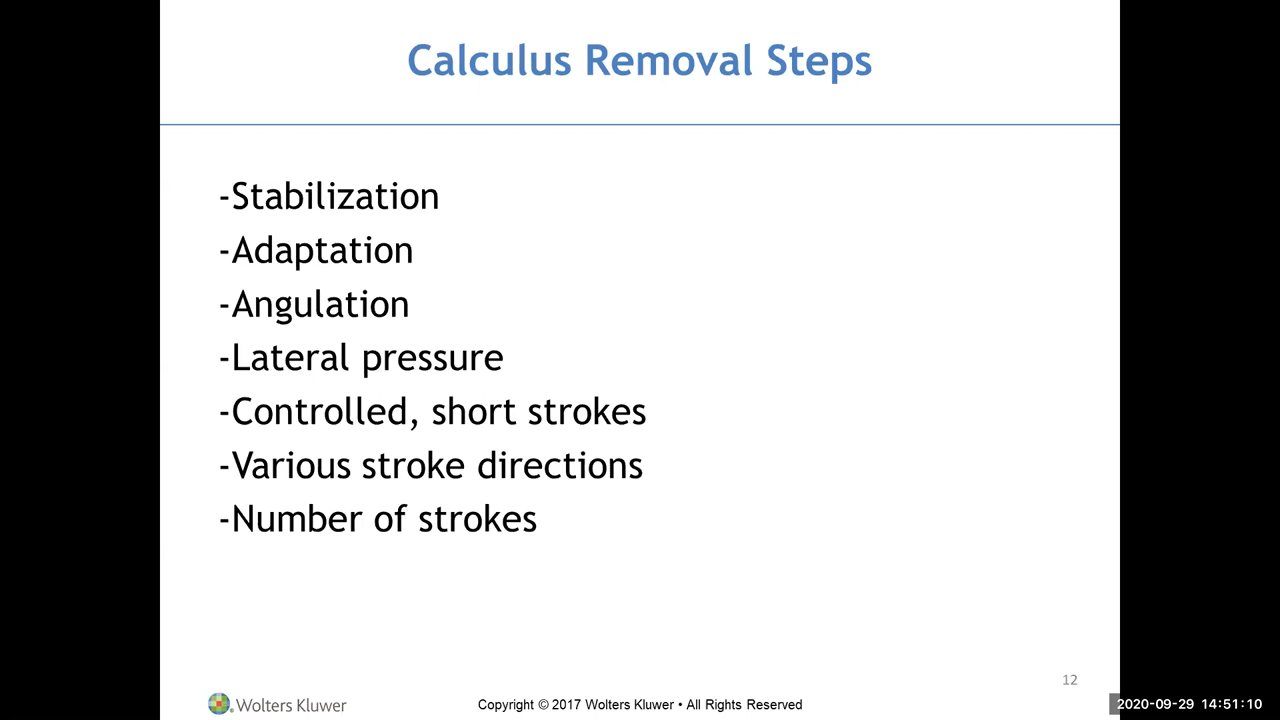 Calculus Removal Steps
-Stabilization
-Adaptation
-Angulation
-Lateral pressure
-Controlled, short strokes
-Various stroke directions
-Number of strokes
12
Wolters Kluwer
Copyright © 2017 Wolters Kluwer • All Rights Reserved
2020-09-29 14:51:10